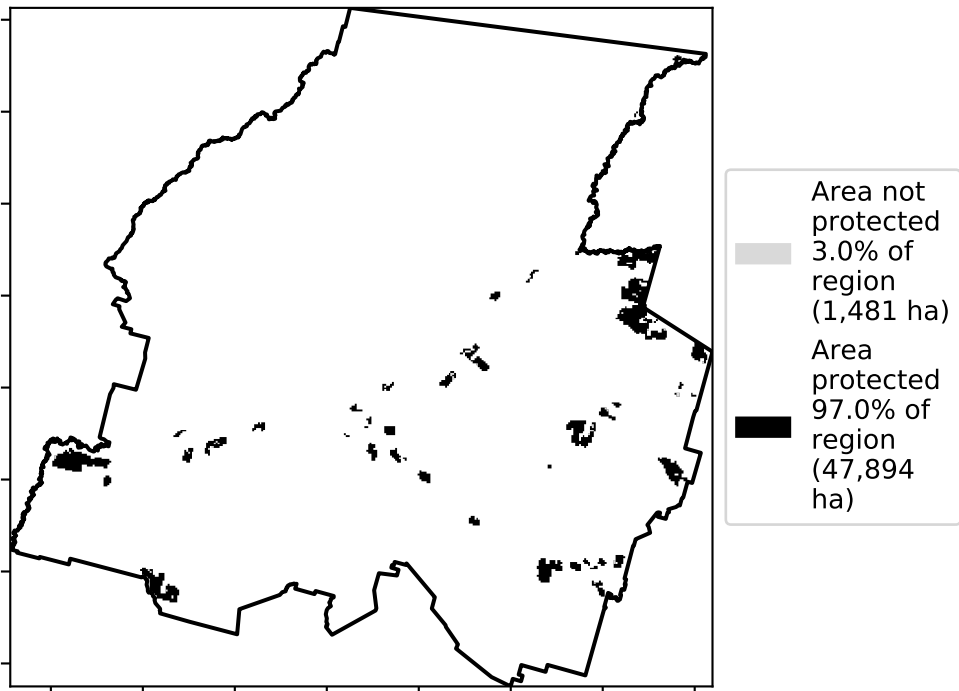 Area not
protected
3.0% of
region
(1,481 ha)
Area
protected
97.0% of
region
(47,894
ha)